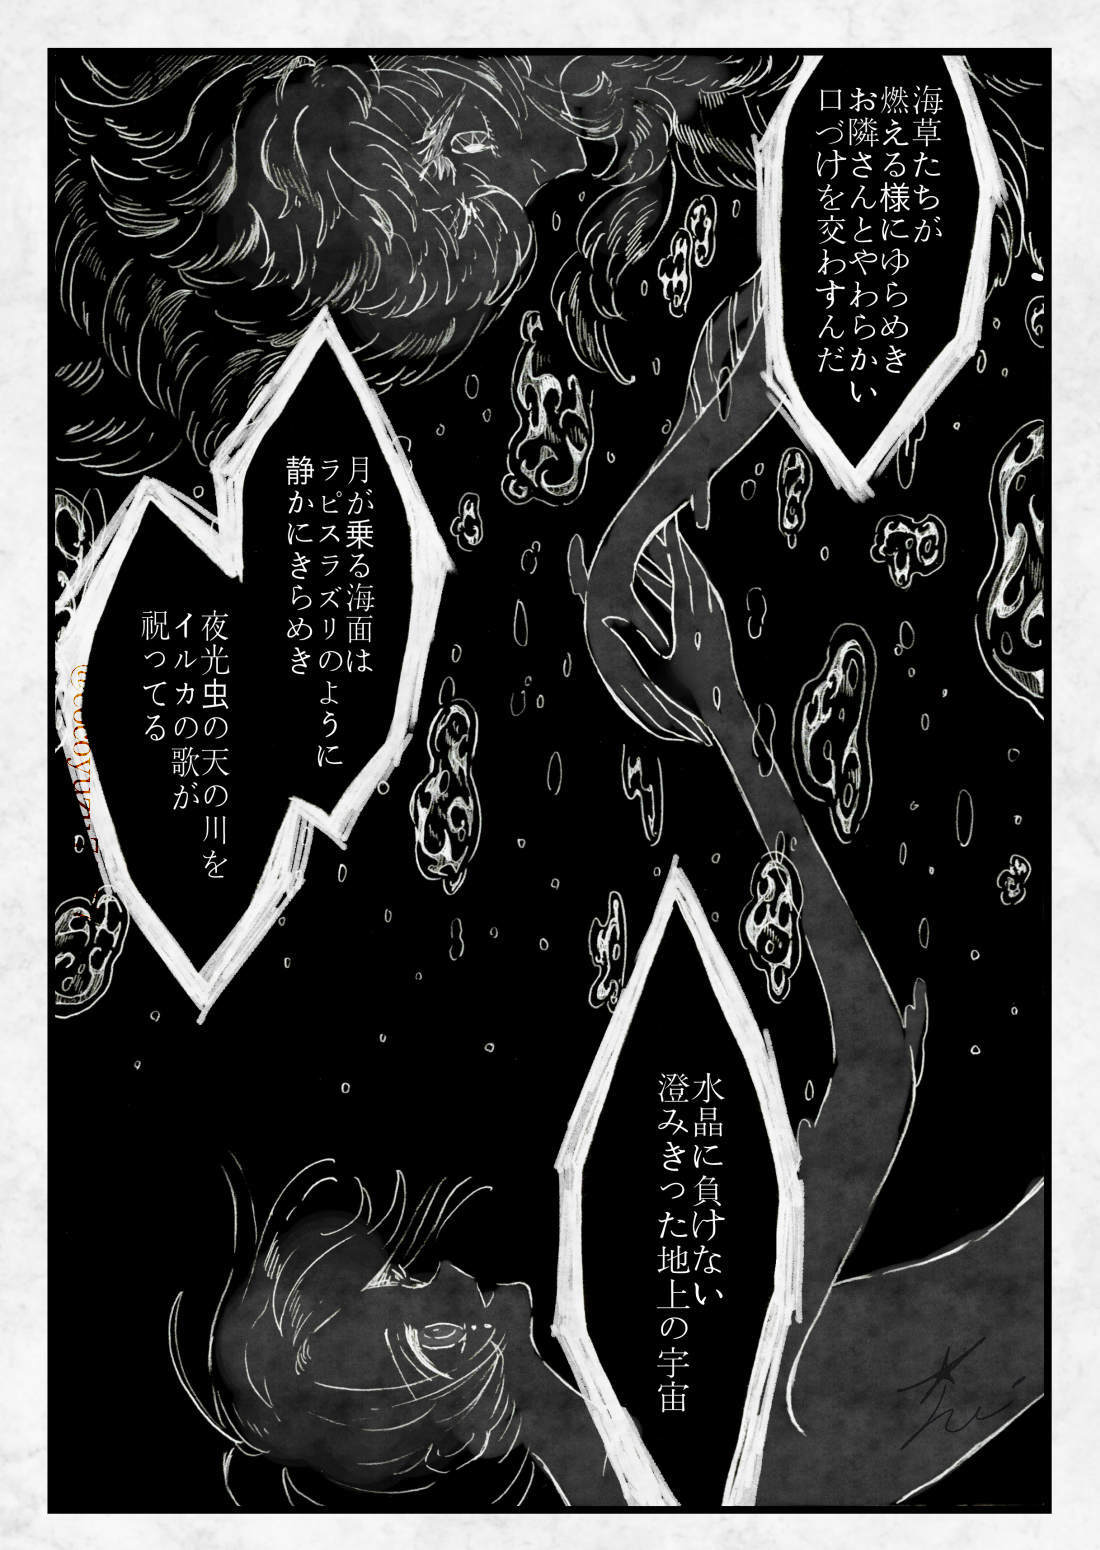 海草たちが
燃える様にゆらめき
お隣さんとやわらかい
口づけを交わすんだ
月が乗る海面は
ラピスラズリのように
静かにきらめき
夜光虫の天の川を
イルカの歌が
祝ってる
水晶に負けない
澄みきった地上の宇宙